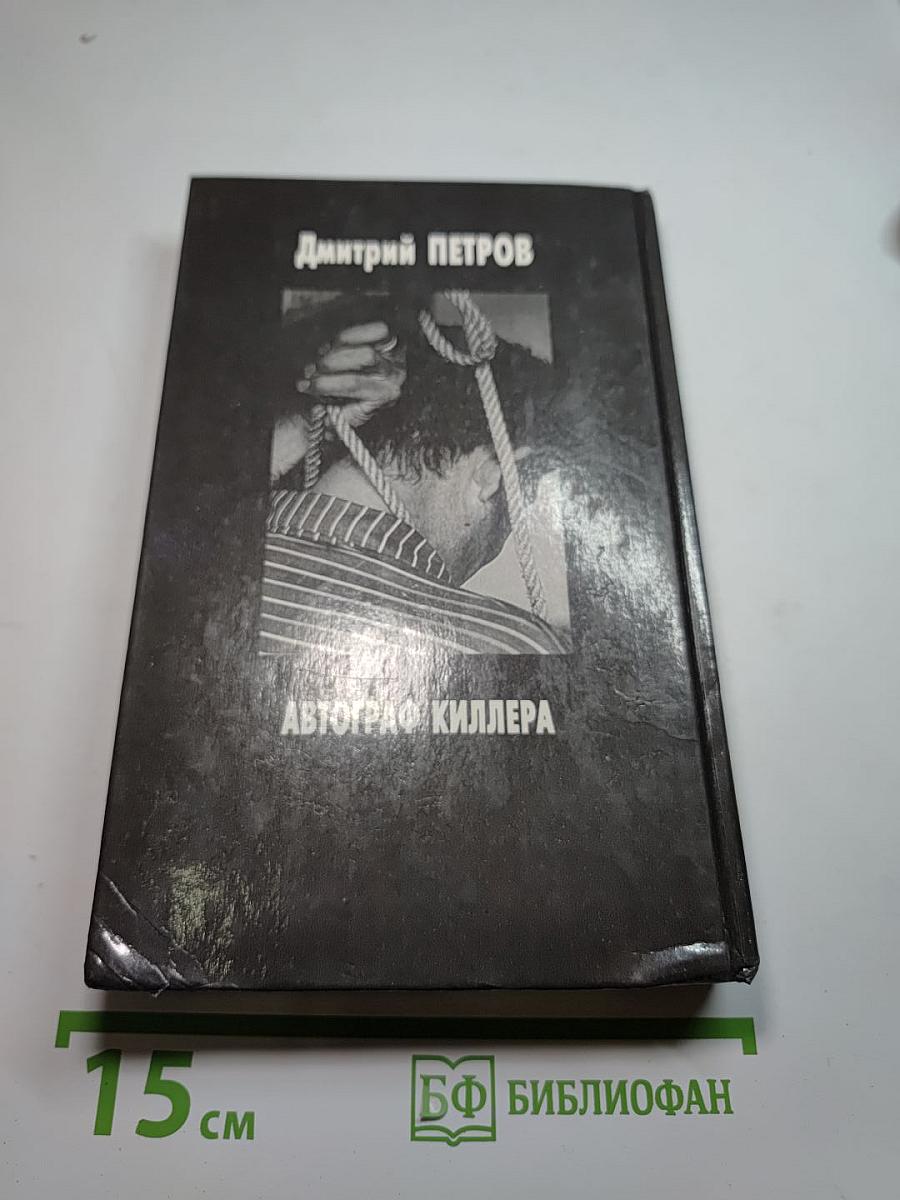 Дмитрий ПЕТРОВ
АВТОГРАФ КИЛЛЕРА
15 см
БФ БИБЛИОФАН